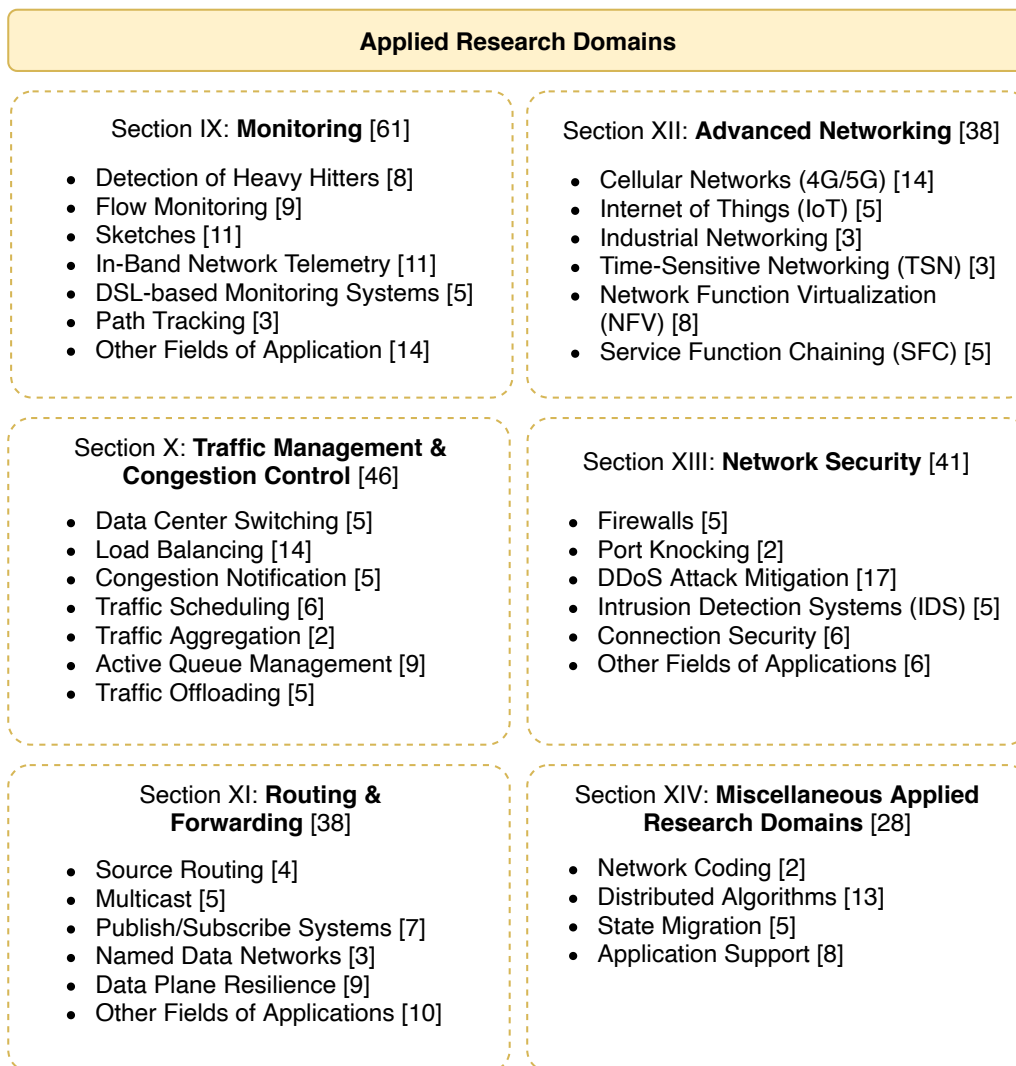 Applied Research Domains
Section IX: Monitoring [61]
• Detection of Heavy Hitters [8]
• Flow Monitoring [9]
• Sketches [11]
• In-Band Network Telemetry [11]
• DSL-based Monitoring Systems [5]
• Path Tracking [3]
• Other Fields of Application [14]
Section X: Traffic Management &
Congestion Control [46]
• Data Center Switching [5]
• Load Balancing [14]
• Congestion Notification [5]
• Traffic Scheduling [6]
• Traffic Aggregation [2]
• Active Queue Management [9]
• Traffic Offloading [5]
Section XI: Routing &
Forwarding [38]
• Source Routing [4]
• Multicast [5]
• Publish/Subscribe Systems [7]
• Named Data Networks [3]
• Data Plane Resilience [9]
• Other Fields of Applications [10]
Section XII: Advanced Networking [38]
• Cellular Networks (4G/5G) [14]
• Internet of Things (IoT) [5]
• Industrial Networking [3]
• Time-Sensitive Networking (TSN) [3]
• Network Function Virtualization
(NFV) [8]
• Service Function Chaining (SFC) [5]
Section XIII: Network Security [41]
• Firewalls [5]
• Port Knocking [2]
• DDoS Attack Mitigation [17]
• Intrusion Detection Systems (IDS) [5]
• Connection Security [6]
• Other Fields of Applications [6]
Section XIV: Miscellaneous Applied
Research Domains [28]
• Network Coding [2]
• Distributed Algorithms [13]
• State Migration [5]
• Application Support [8]